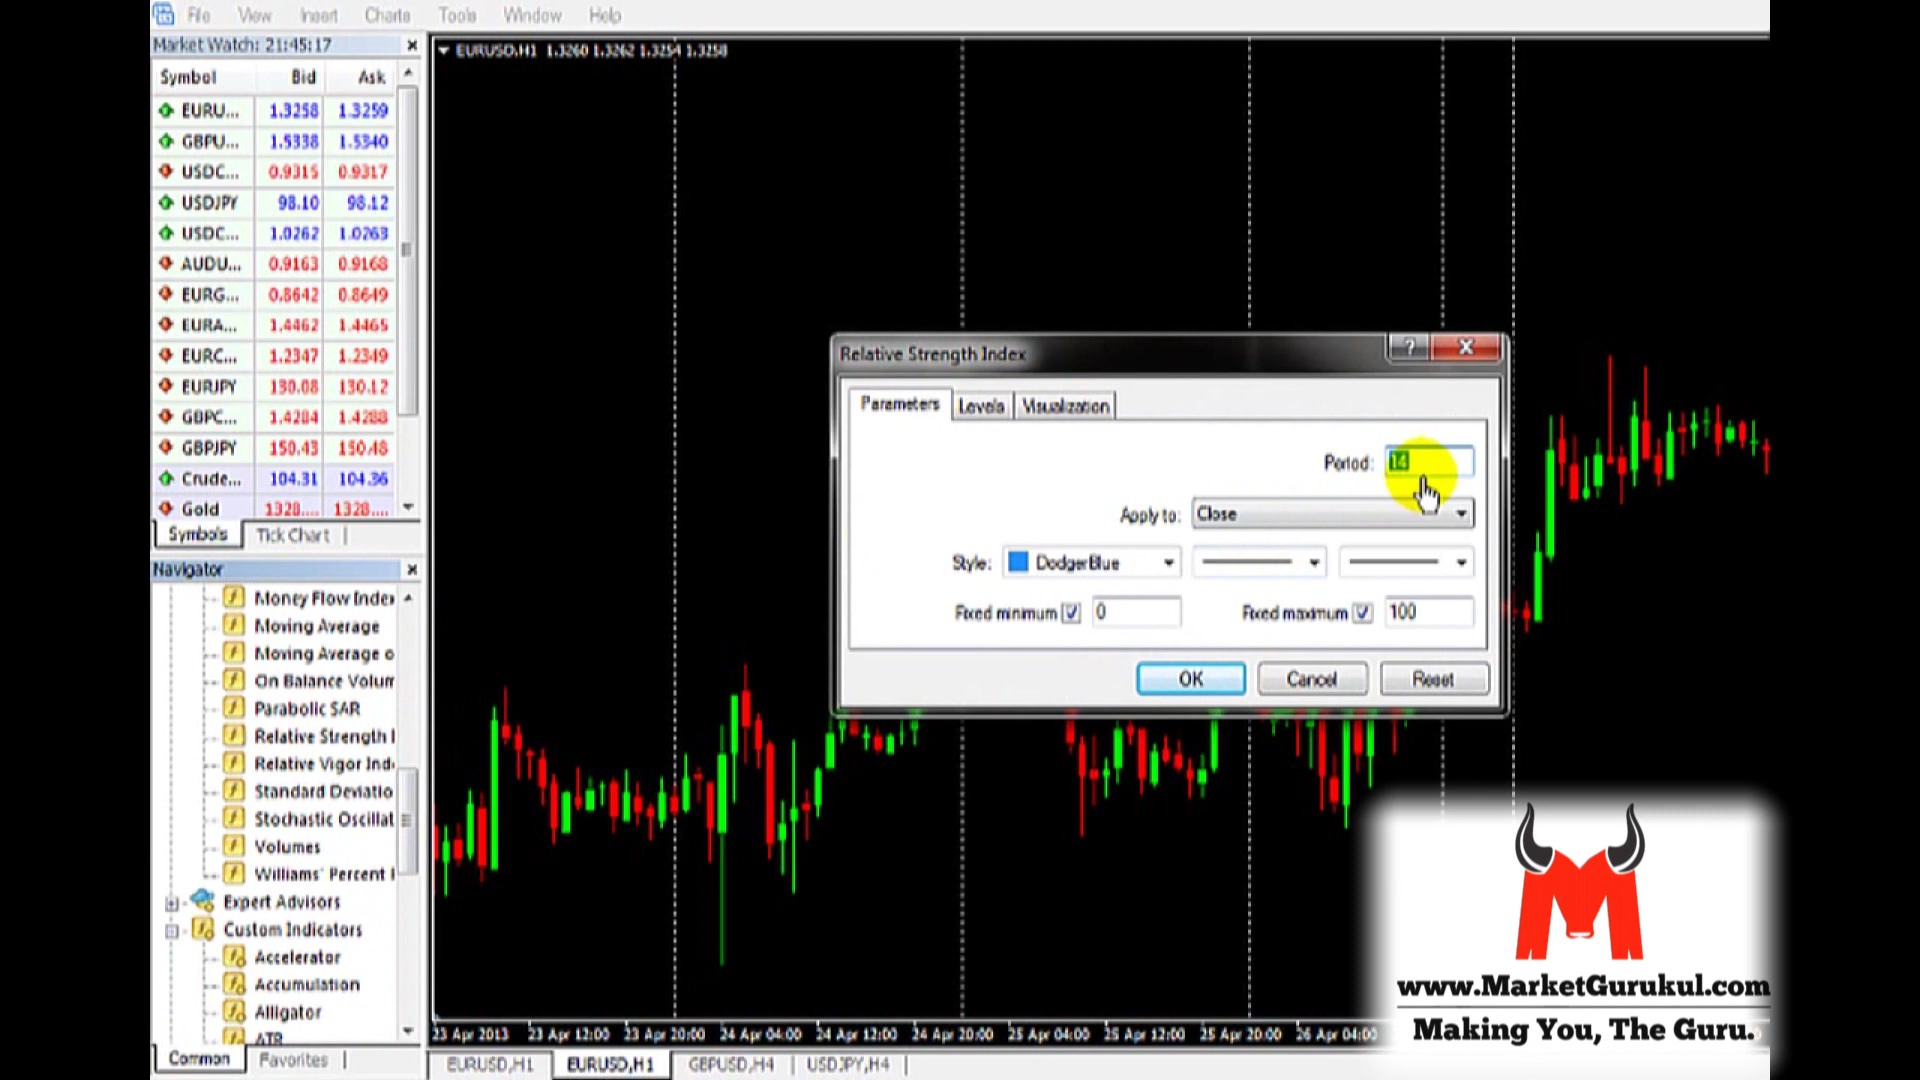 File View Insert Charts Tools Window Help
Market Watch: 21:45:17
Symbol Bid Ask
EURU... 1.3258 1.3259
GBPU... 1.5338 1.5340
USDC... 0.9315 0.9317
USDJPY 98.10 98.12
USDC... 1.0262 1.0263
AUDU... 0.9163 0.9168
EURG... 0.8642 0.8649
EURA... 1.4462 1.4465
EURC... 1.2347 1.2349
EURJPY 130.08 130.12
GBPC... 1.4284 1.4288
GBPJPY 150.43 150.48
Crude... 104.31 104.36
Gold 1328.... 1328....
Symbols Tick Chart
Navigator
Money Flow Index
Moving Average
Moving Average o
On Balance Volum
Parabolic SAR
Relative Strength I
Relative Vigor Ind
Standard Deviatio
Stochastic Oscillat
Volumes
Williams' Percent
Expert Advisors
Custom Indicators
Accelerator
Accumulation
Alligator
ATR
Common Favorites
EURUSD,H1 1.3260 1.3262 1.3254 1.3258
Relative Strength Index
Parameters Levels Visualization
Period: 14
Apply to: Close
Style: DodgerBlue
Fixed minimum 0 Fixed maximum 100
OK Cancel Reset
23 Apr 2013 23 Apr 12:00 23 Apr 20:00 24 Apr 04:00 24 Apr 12:00 24 Apr 20:00 25 Apr 04:00 25 Apr 12:00 25 Apr 20:00 26 Apr 04:00
EURUSD,H1 EURUSD,H1 GBPUSD,H4 USDJPY,H4
www.MarketGurukul.com
Making You, The Guru.